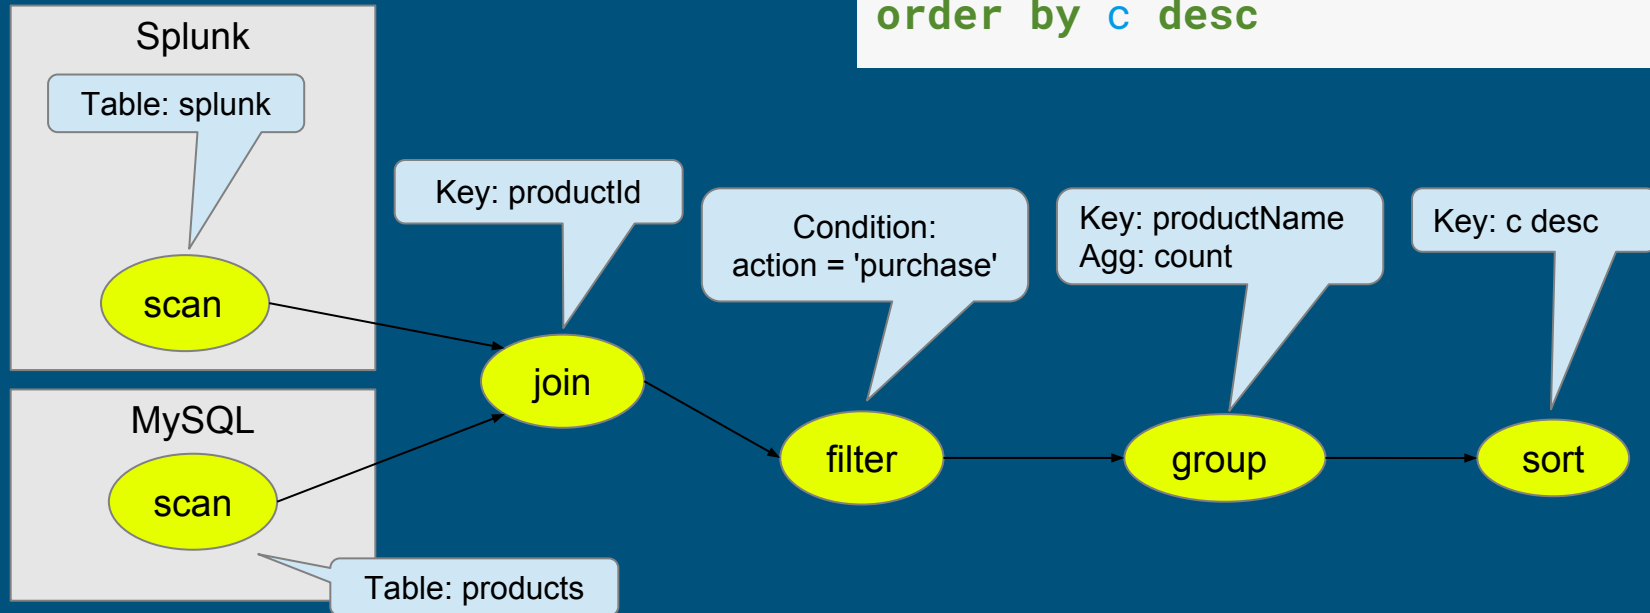 order by c desc
Splunk
Table: splunk
scan
Key: productId
join
Condition:
action = 'purchase'
filter
Key: productName
Agg: count
group
Key: c desc
sort
MySQL
scan
Table: products